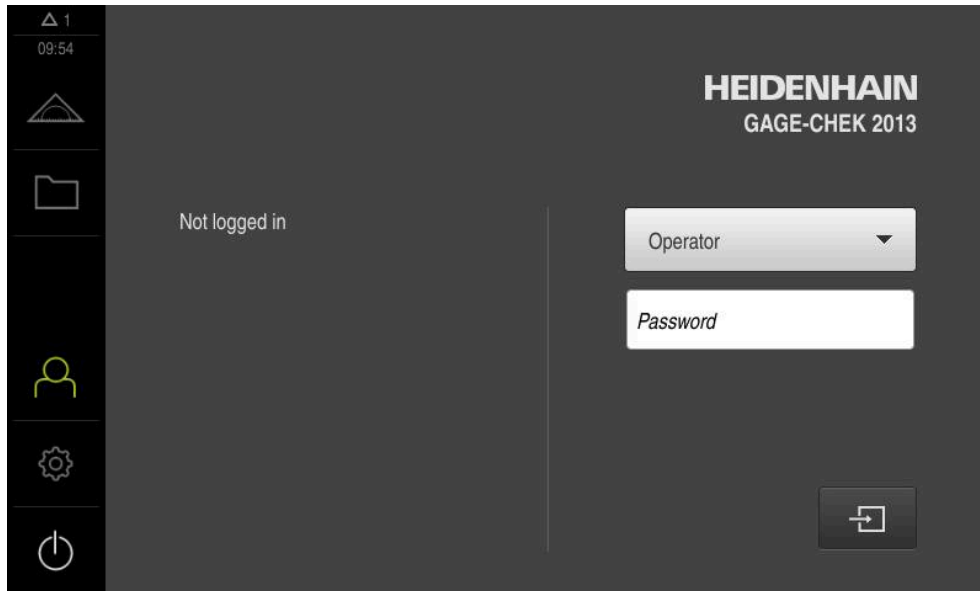 △ 1
09:54
HEIDENHAIN
GAGE-CHEK 2013
Not logged in
Operator
Password